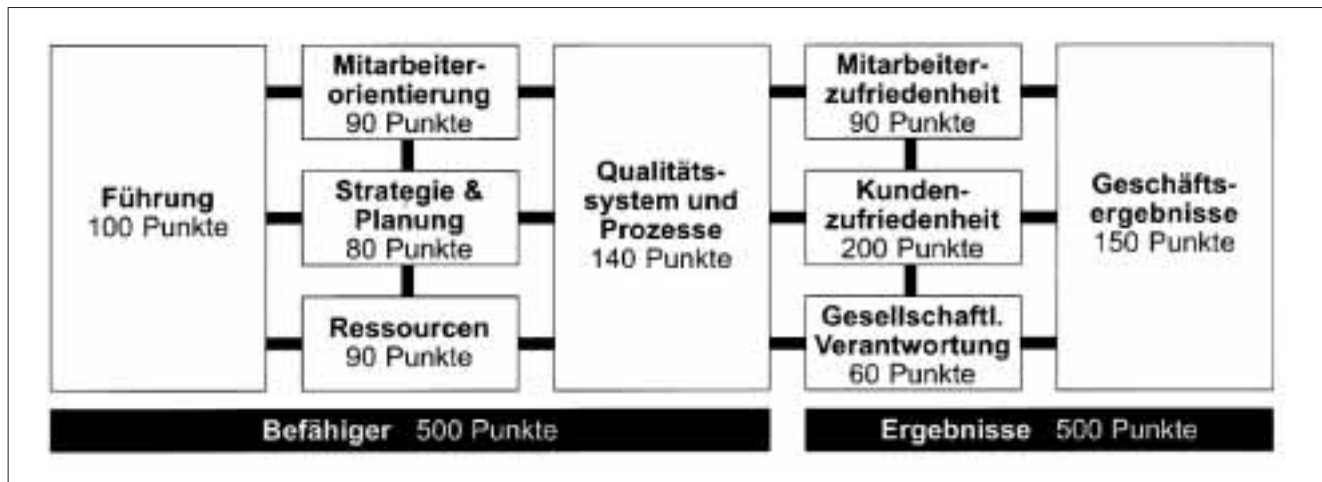 Führung
100 Punkte
Mitarbeiter-
orientierung
90 Punkte
Strategie &
Planung
80 Punkte
Ressourcen
90 Punkte
Qualitäts-
system und
Prozesse
140 Punkte
Mitarbeiter-
zufriedenheit
90 Punkte
Kunden-
zufriedenheit
200 Punkte
Gesellschaftl.
Verantwortung
60 Punkte
Geschäfts-
ergebnisse
150 Punkte
Befähiger 500 Punkte
Ergebnisse 500 Punkte